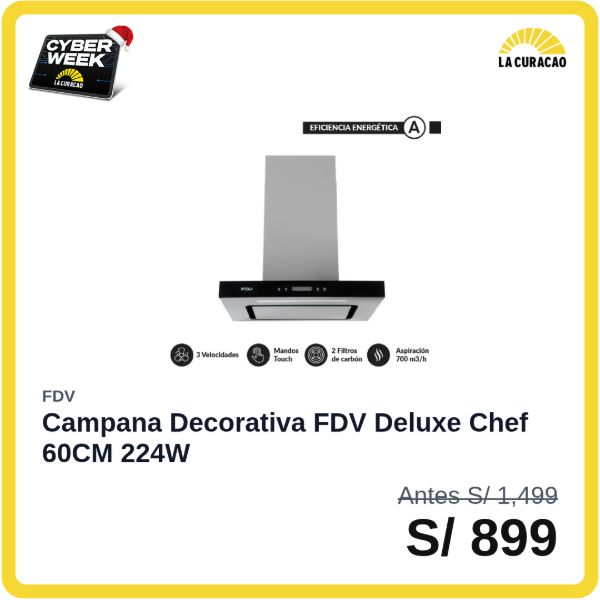 CYBER
WEEK
LA CURACAO
LA CURACAO
EFICIENCIA ENERGÉTICA A
FDV
3 Velocidades
Mandos
Touch
2 Filtros
de carbón
Aspiración
700 m3/h
FDV
Campana Decorativa FDV Deluxe Chef
60CM 224W
Antes S/ 1,499
S/ 899